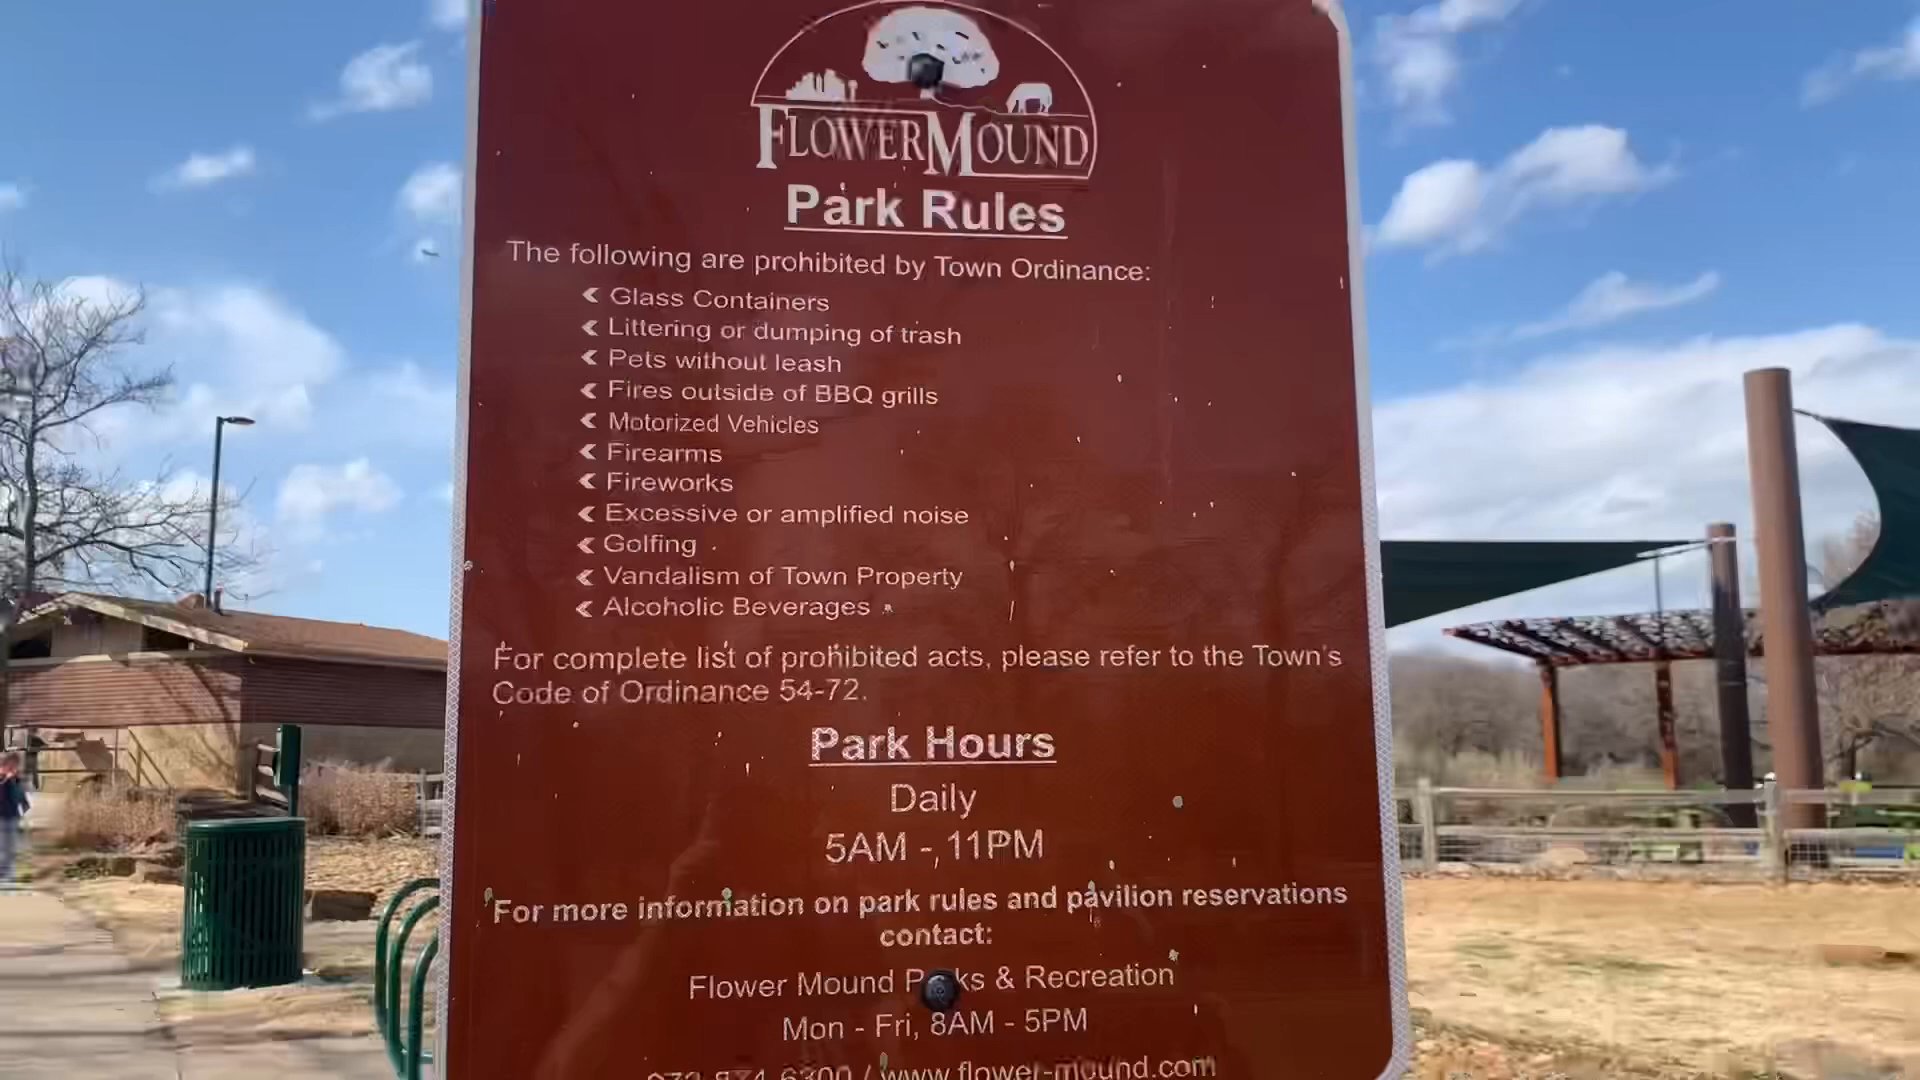 FLOWER MOUND
Park Rules
The following are prohibited by Town Ordinance:
Glass Containers
Littering or dumping of trash
Pets without leash
Fires outside of BBQ grills
Motorized Vehicles
Firearms
Fireworks
Excessive or amplified noise
Golfing
Vandalism of Town Property
Alcoholic Beverages
For complete list of prohibited acts, please refer to the Town's
Code of Ordinance 54-72.
Park Hours
Daily
5AM - 11PM
For more information on park rules and pavilion reservations
contact:
Flower Mound Parks & Recreation
Mon - Fri, 8AM - 5PM
/ www.flower-mound.com